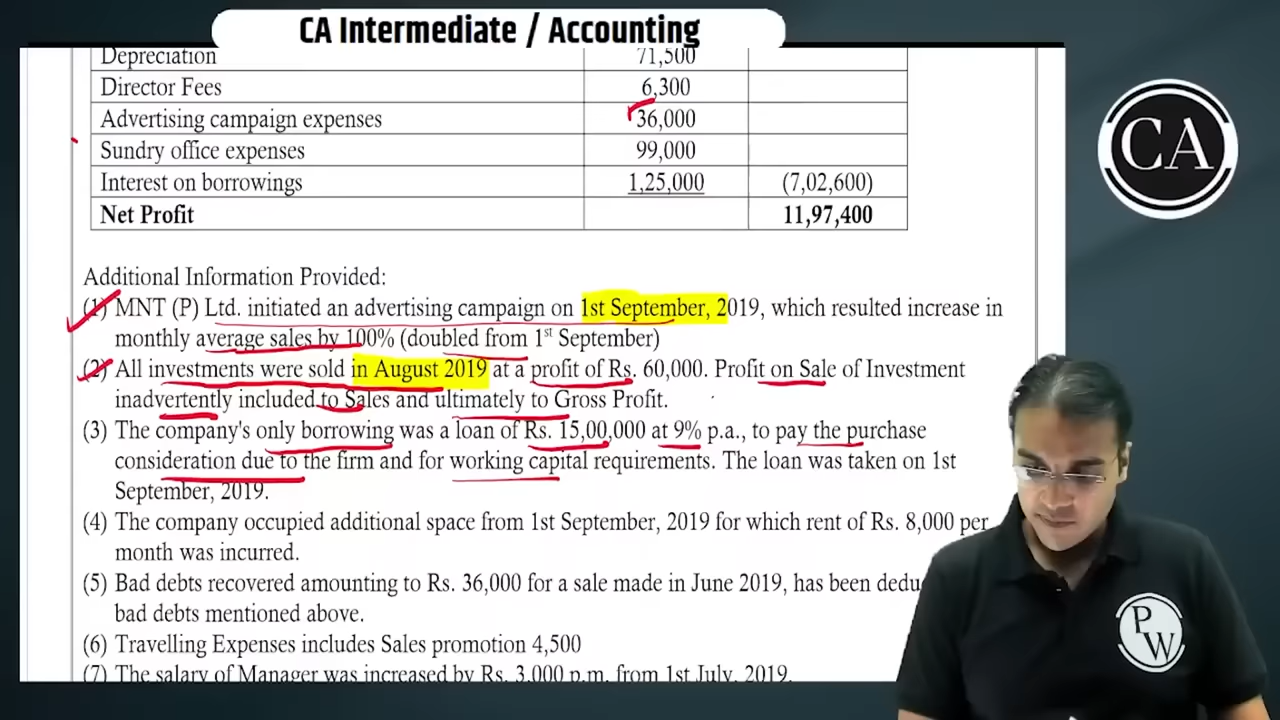 CA Intermediate / Accounting
Depreciation 71,500
Director Fees 6,300
Advertising campaign expenses 36,000
Sundry office expenses 99,000
Interest on borrowings 1,25,000 (7,02,600)
Net Profit 11,97,400
CA
Additional Information Provided:
(1) MNT (P) Ltd. initiated an advertising campaign on 1st September, 2019, which resulted increase in
monthly average sales by 100% (doubled from 1st September)
(2) All investments were sold in August 2019 at a profit of Rs. 60,000. Profit on Sale of Investment
inadvertently included to Sales and ultimately to Gross Profit.
(3) The company's only borrowing was a loan of Rs. 15,00,000 at 9% p.a., to pay the purchase
consideration due to the firm and for working capital requirements. The loan was taken on 1st
September, 2019.
(4) The company occupied additional space from 1st September, 2019 for which rent of Rs. 8,000 per
month was incurred.
(5) Bad debts recovered amounting to Rs. 36,000 for a sale made in June 2019, has been dedu
bad debts mentioned above.
(6) Travelling Expenses includes Sales promotion 4,500
(7) The salary of Manager was increased by Rs. 3,000 p.m. from 1st July, 2019.
P
W